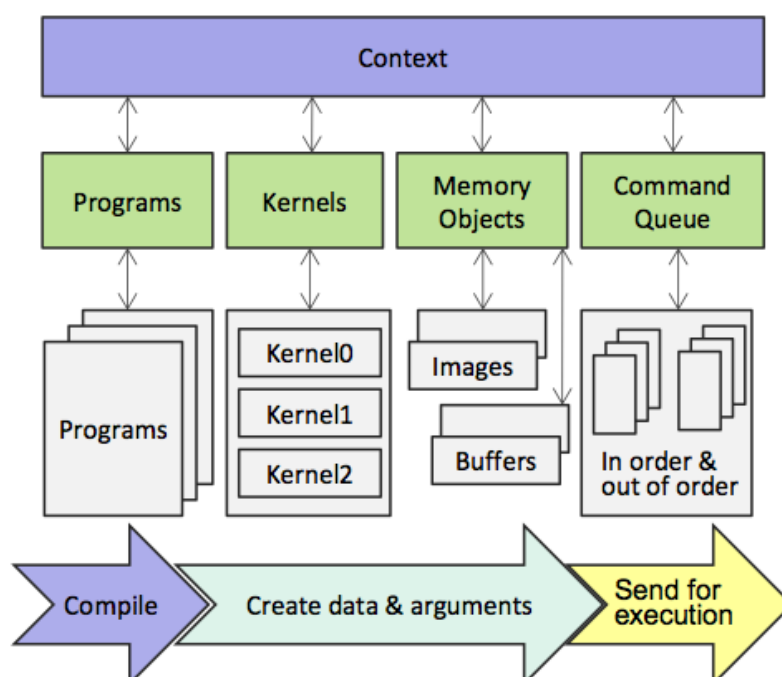 Context
Programs
Kernels
Memory
Objects
Command
Queue
Programs
Kernel0
Kernel1
Kernel2
Images
Buffers
In order &
out of order
Compile
Create data & arguments
Send for
execution